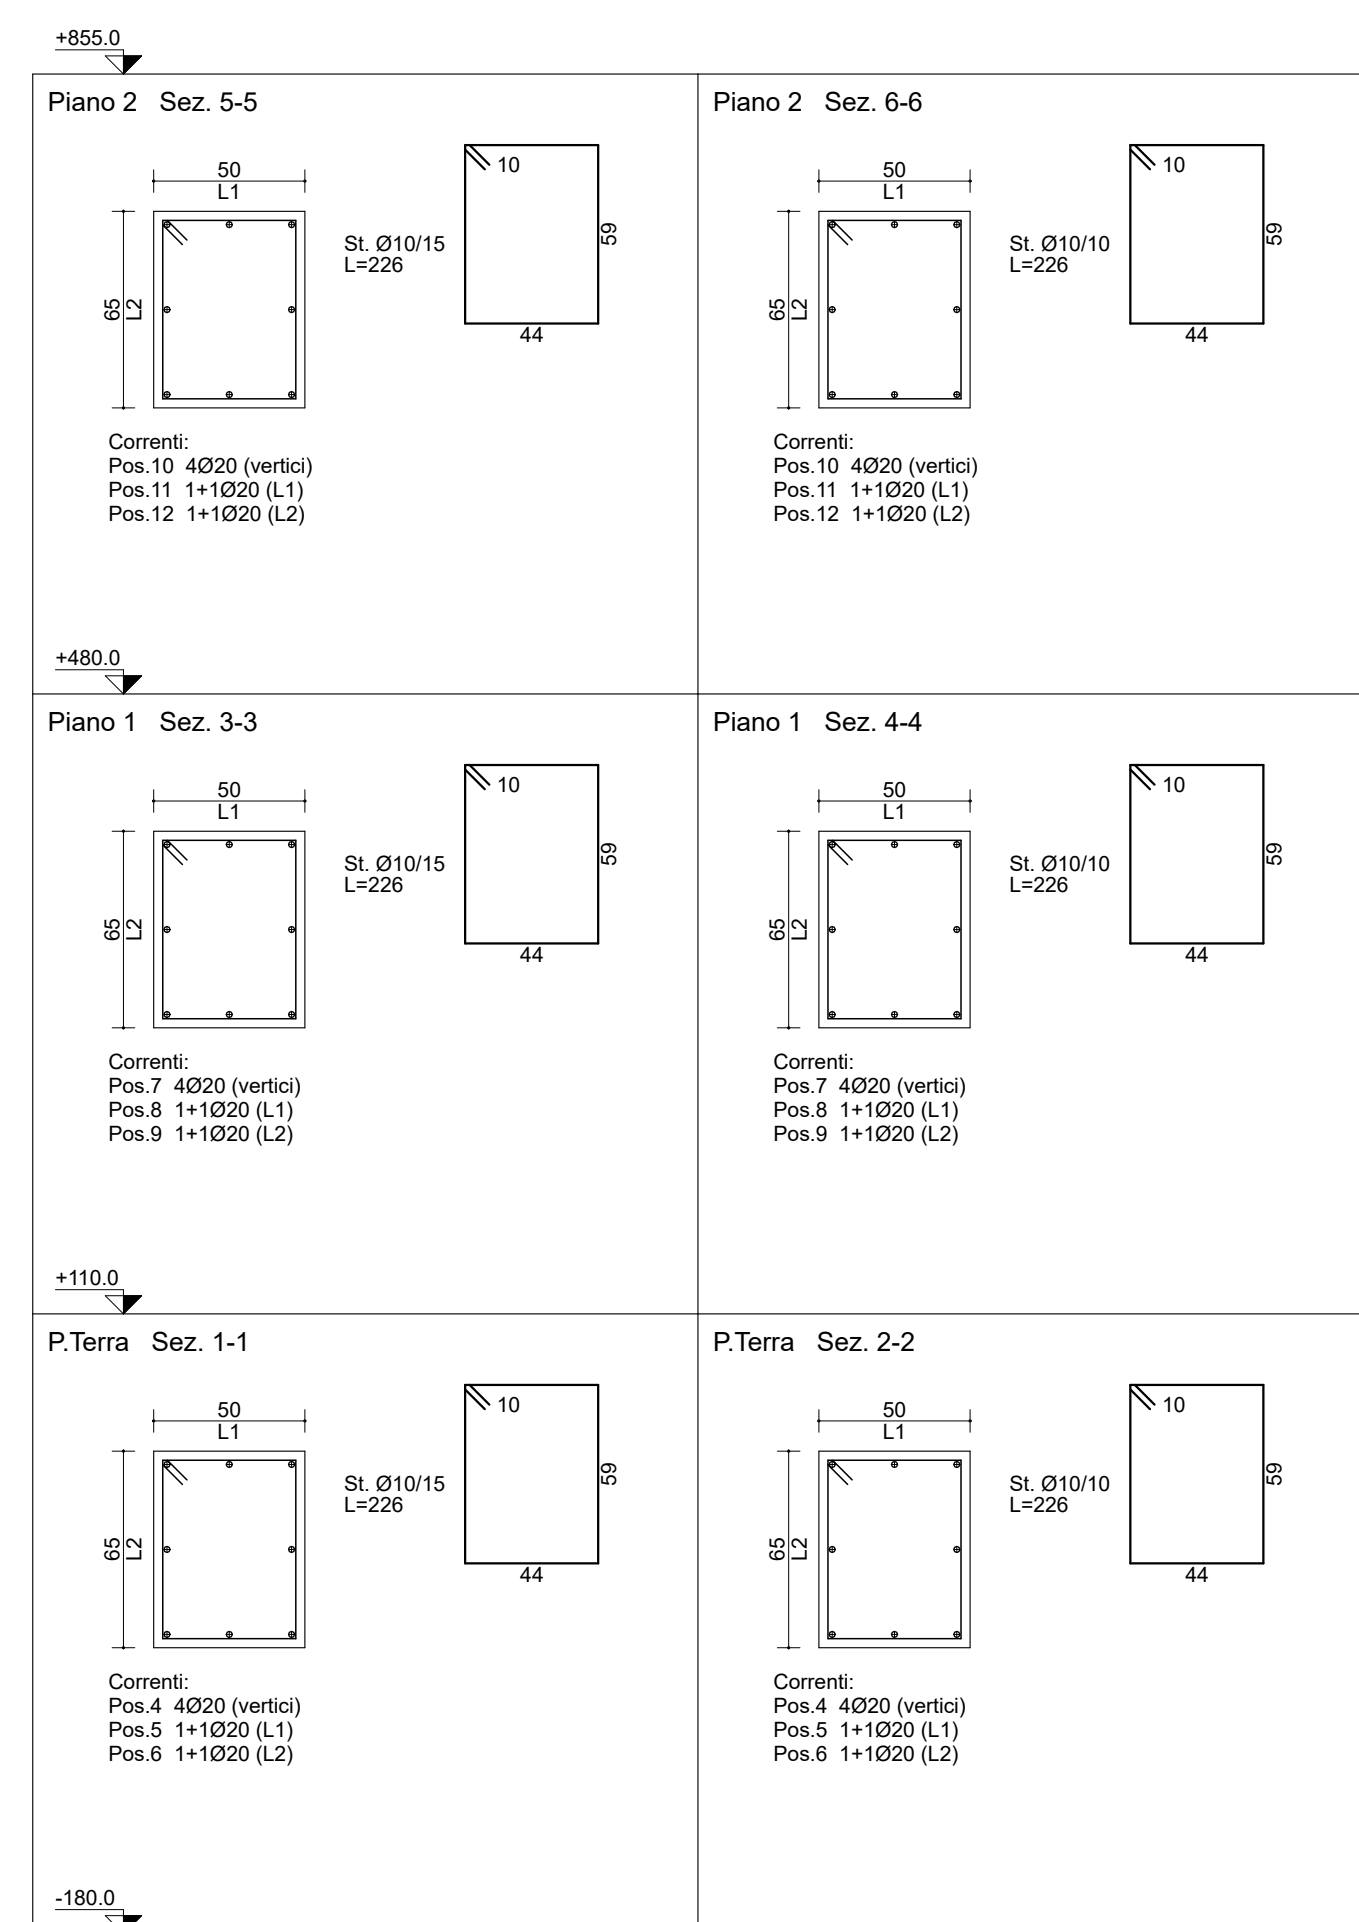 +855.0
Piano 2 Sez. 5-5
50
L1
65
L2
St. Ø10/15
L=226
10
59
44
Correnti:
Pos.10 4Ø20 (vertici)
Pos.11 1+1Ø20 (L1)
Pos.12 1+1Ø20 (L2)
Piano 2 Sez. 6-6
50
L1
65
L2
St. Ø10/10
L=226
10
59
44
Correnti:
Pos.10 4Ø20 (vertici)
Pos.11 1+1Ø20 (L1)
Pos.12 1+1Ø20 (L2)
+480.0
Piano 1 Sez. 3-3
50
L1
65
L2
St. Ø10/15
L=226
10
59
44
Correnti:
Pos.7 4Ø20 (vertici)
Pos.8 1+1Ø20 (L1)
Pos.9 1+1Ø20 (L2)
Piano 1 Sez. 4-4
50
L1
65
L2
St. Ø10/10
L=226
10
59
44
Correnti:
Pos.7 4Ø20 (vertici)
Pos.8 1+1Ø20 (L1)
Pos.9 1+1Ø20 (L2)
+110.0
P.Terra Sez. 1-1
50
L1
65
L2
St. Ø10/15
L=226
10
59
44
Correnti:
Pos.4 4Ø20 (vertici)
Pos.5 1+1Ø20 (L1)
Pos.6 1+1Ø20 (L2)
P.Terra Sez. 2-2
50
L1
65
L2
St. Ø10/10
L=226
10
59
44
Correnti:
Pos.4 4Ø20 (vertici)
Pos.5 1+1Ø20 (L1)
Pos.6 1+1Ø20 (L2)
-180.0